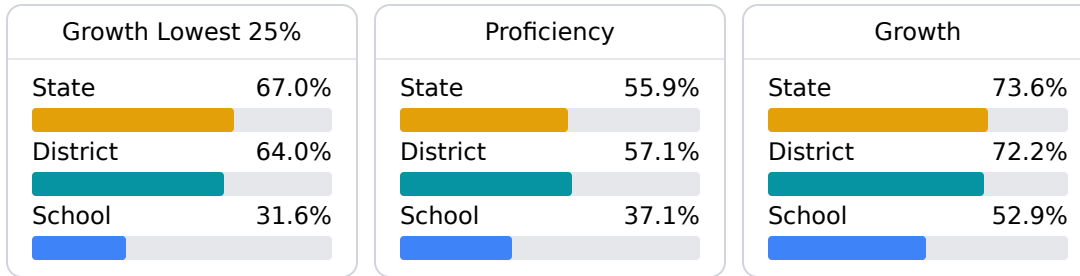 Growth Lowest 25%
State 67.0%
District 64.0%
School 31.6%
Proficiency
State 55.9%
District 57.1%
School 37.1%
Growth
State 73.6%
District 72.2%
School 52.9%